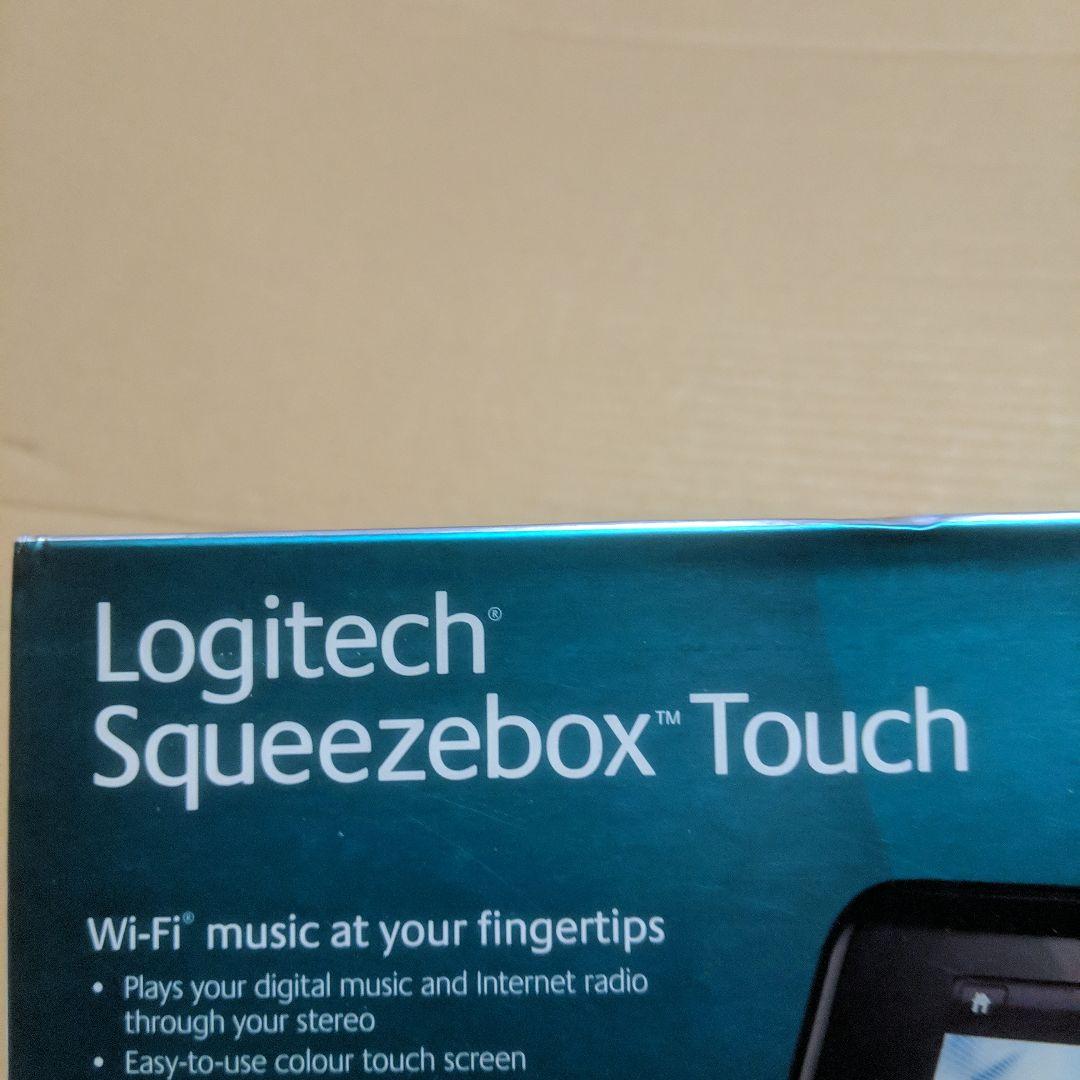 Logitech®
Squeezebox™ Touch
Wi-Fi® music at your fingertips
• Plays your digital music and Internet radio
through your stereo
• Easy-to-use colour touch screen